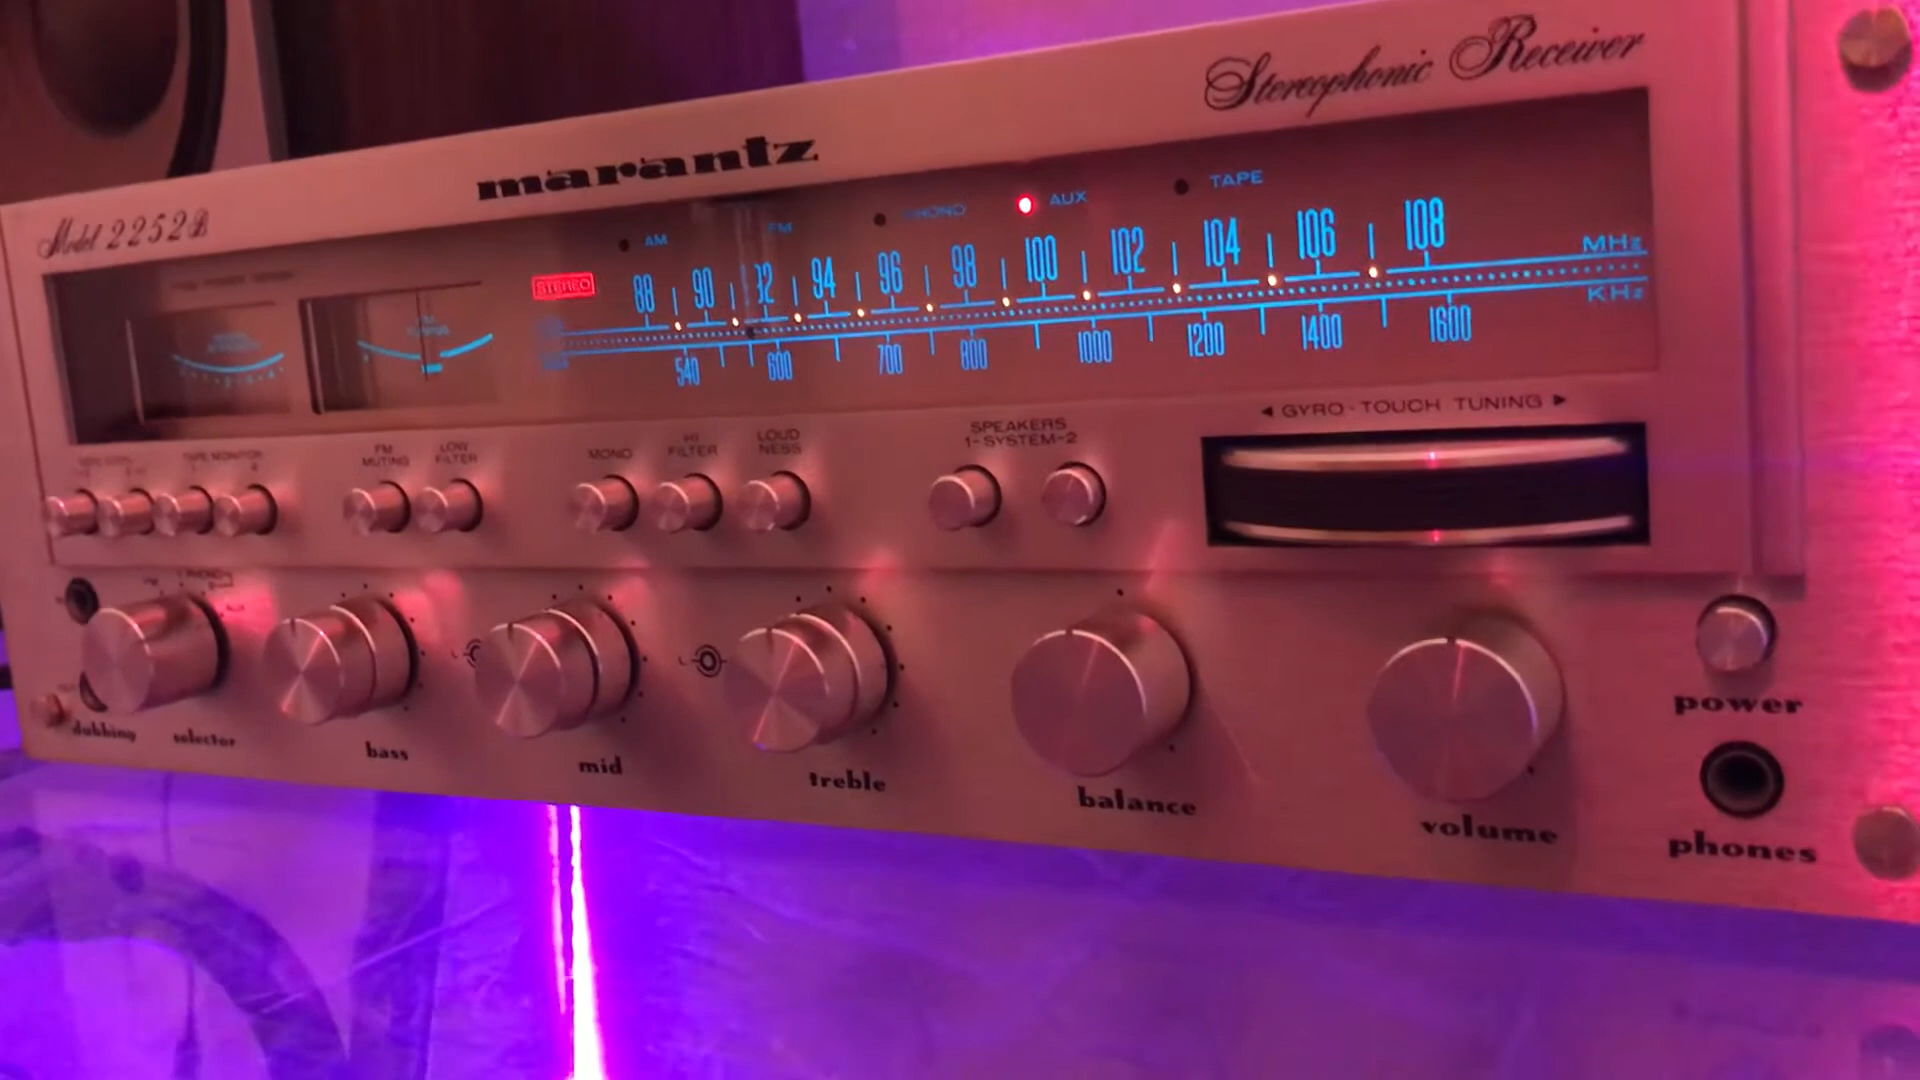 Stereophonic Receiver
marantz
Model 2252B
AM FM PHONO AUX TAPE
STEREO
88 90 92 94 96 98 100 102 104 106 108 MHz
540 600 700 800 1000 1200 1400 1600 KHz
◄ GYRO-TOUCH TUNING ►
TAPE MONITOR
FM MUTING
LOW FILTER
MONO
HI FILTER
LOUD NESS
SPEAKERS
1-SYSTEM-2
dubbing selector bass mid treble balance volume
power
phones